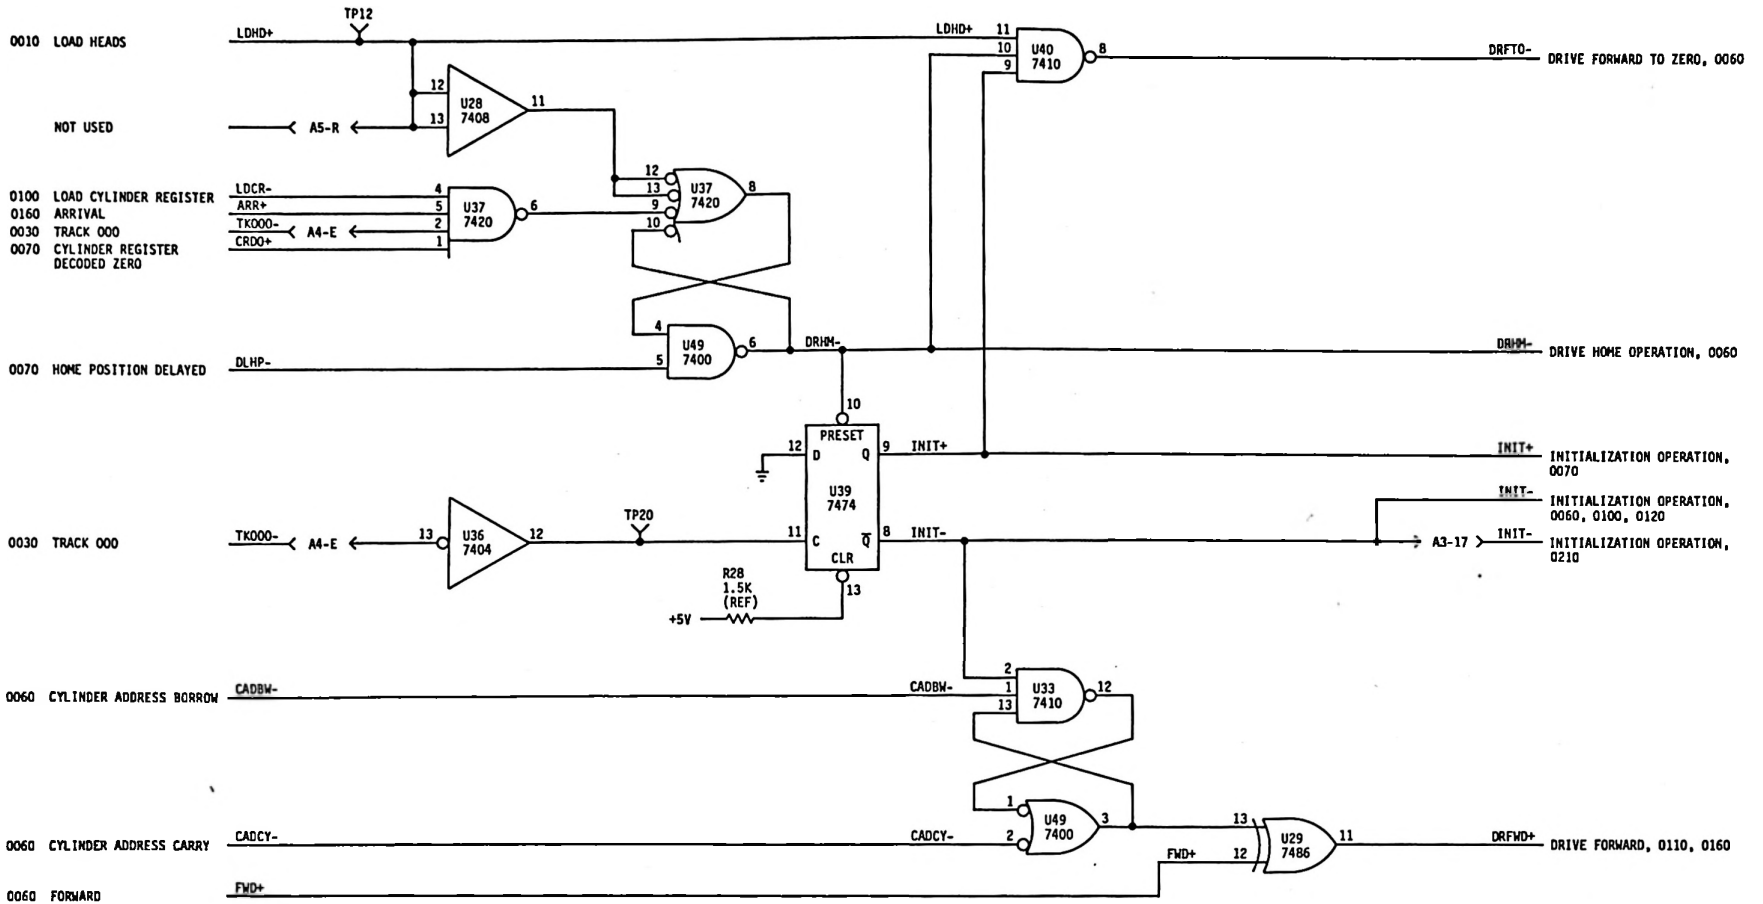 TP12
0010 LOAD HEADS LDHD+ LDHD+ 11
10
9
U40
7410
8 DRFT0- DRIVE FORWARD TO ZERO, 0060
12
13
U28
7408
11
NOT USED A5-R
12
13
9
10
U37
7420
8
0100 LOAD CYLINDER REGISTER LDCR- 4
0160 ARRIVAL ARR+ 5
0030 TRACK 000 TK000- A4-E 2
0070 CYLINDER REGISTER CRD0+ 1
DECODED ZERO
U37
7420
6
4
5
U49
7400
6 DRHM- DRHM- DRIVE HOME OPERATION, 0060
0070 HOME POSITION DELAYED DLHP-
10
PRESET
12 D Q 9 INIT+ INIT+ INITIALIZATION OPERATION,
0070
U39
7474
INIT- INITIALIZATION OPERATION,
0060, 0100, 0120
0030 TRACK 000 TK000- A4-E 13
U36
7404
12 TP20 11 C Q 8 INIT- A3-17 INIT- INITIALIZATION OPERATION,
0210
CLR
13
R28
1.5K
(REF)
+5V
0060 CYLINDER ADDRESS BORROW CADBW- CADBW-
2
1
13
U33
7410
12
1
2
U49
7400
3
0060 CYLINDER ADDRESS CARRY CADCY- CADCY-
13
12
U29
7486
11 DRFWD+ DRIVE FORWARD, 0110, 0160
FWD+
0060 FORWARD FWD+